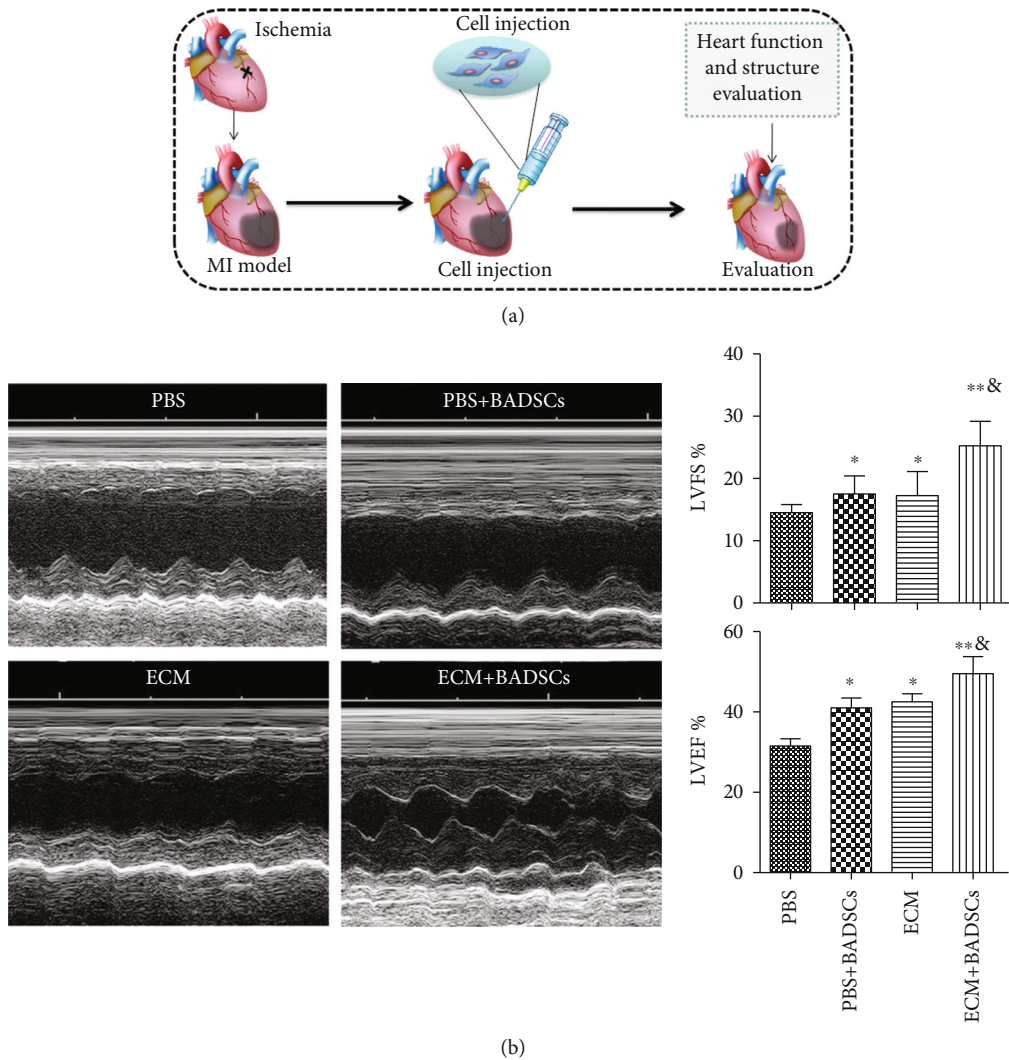 Ischemia
Cell injection
Heart function
and structure
evaluation
MI model
Cell injection
Evaluation
(a)
PBS
PBS+BADSCs
ECM
ECM+BADSCs
40
30
20
10
0
LVFS %
*
*
**&
60
40
20
0
LVEF %
*
*
**&
PBS
PBS+BADSCs
ECM
ECM+BADSCs
(b)